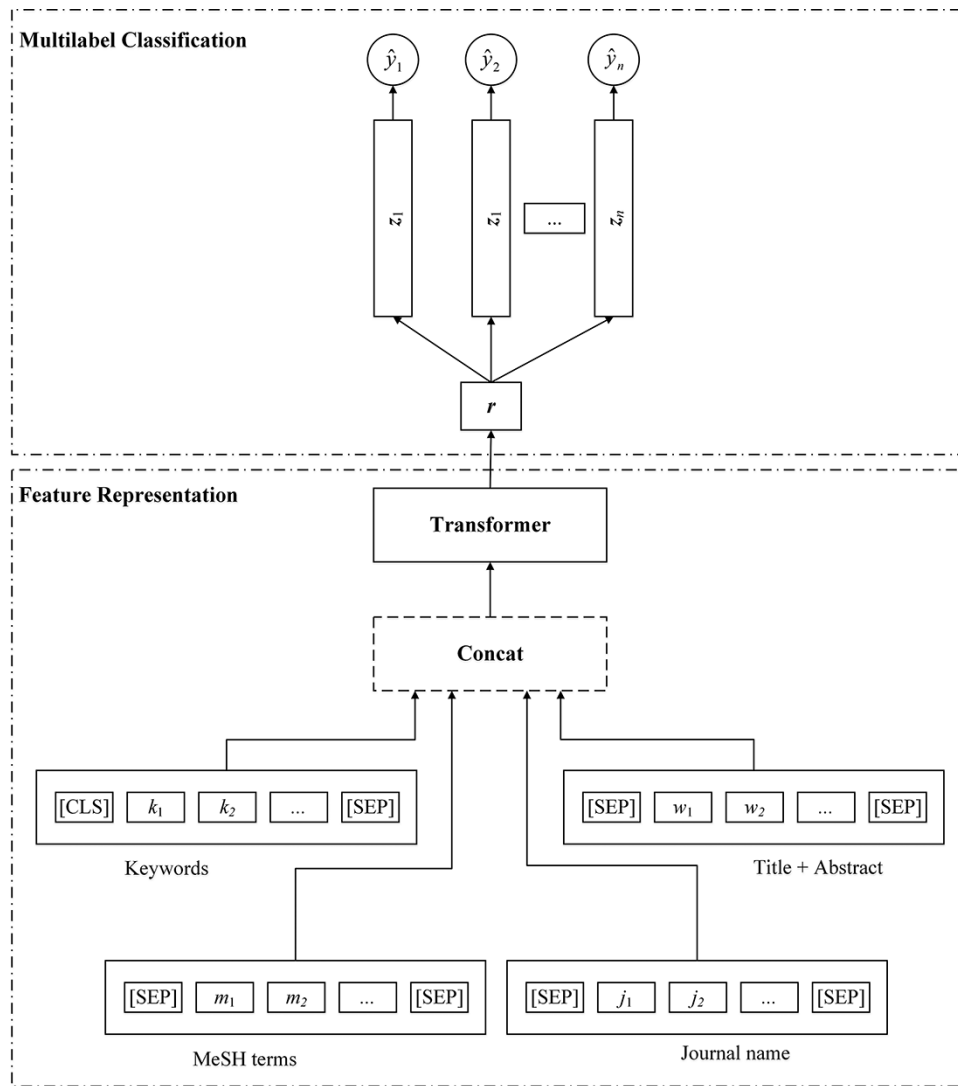 Multilabel Classification
ŷ1 ŷ2 ŷn
z1 z1 ... zn
r
Feature Representation
Transformer
Concat
[CLS] k1 k2 ... [SEP]
Keywords
[SEP] w1 w2 ... [SEP]
Title + Abstract
[SEP] m1 m2 ... [SEP]
MeSH terms
[SEP] j1 j2 ... [SEP]
Journal name